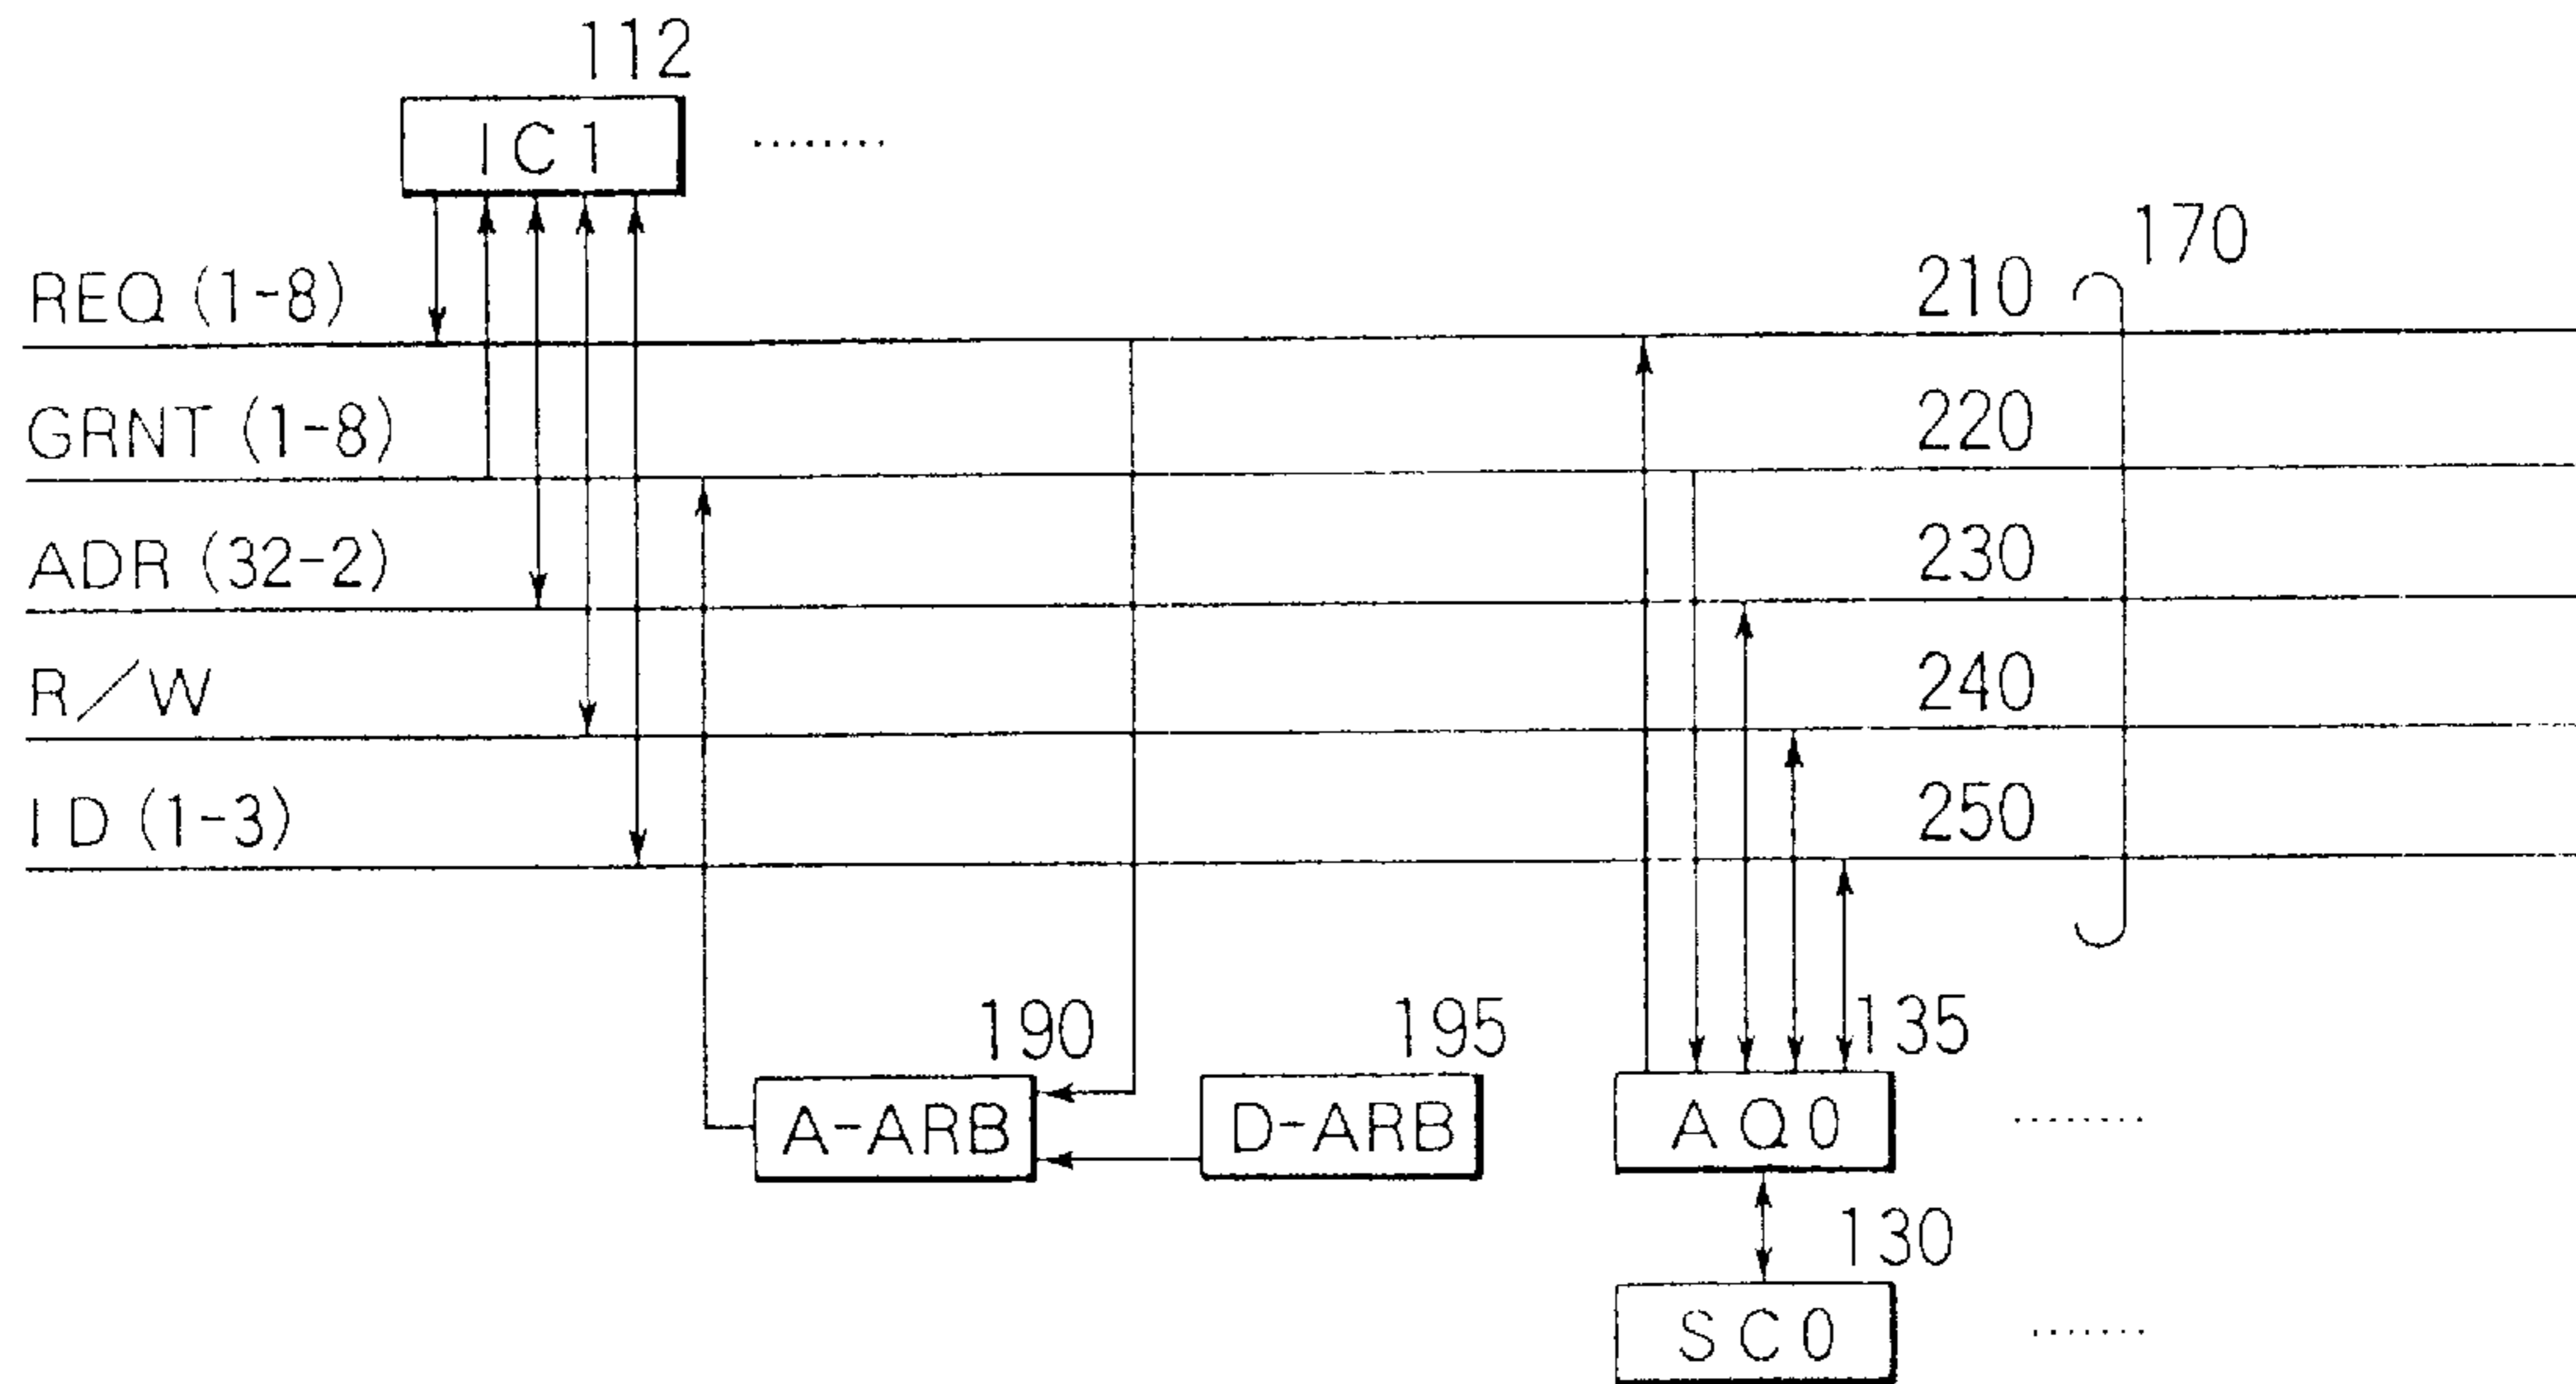 112
IC1 ........
170
REQ (1-8) 210
GRNT (1-8) 220
ADR (32-2) 230
R/W 240
ID (1-3) 250
190 195 135
A-ARB D-ARB AQ0 ........
130
SC0 .......